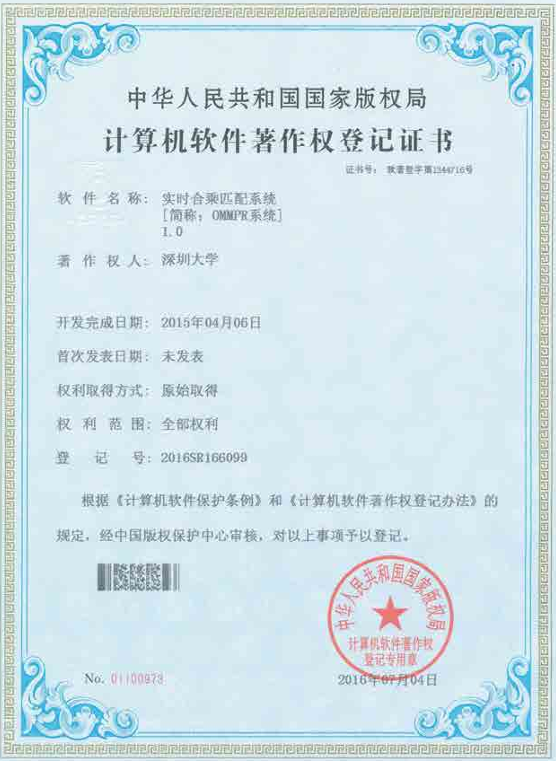 中华人民共和国国家版权局
计算机软件著作权登记证书
证书号： 软著登字第1344716号
软件名称： 实时合乘匹配系统
[简称：OMMPR系统]
1.0
著作权人： 深圳大学
开发完成日期： 2015年04月06日
首次发表日期： 未发表
权利取得方式： 原始取得
权利范围： 全部权利
登记号： 2016SR166099
根据《计算机软件保护条例》和《计算机软件著作权登记办法》的
规定，经中国版权保护中心审核，对以上事项予以登记。
中华人民共和国国家版权局
计算机软件著作权
登记专用章
No. 01100973
2016年07月04日